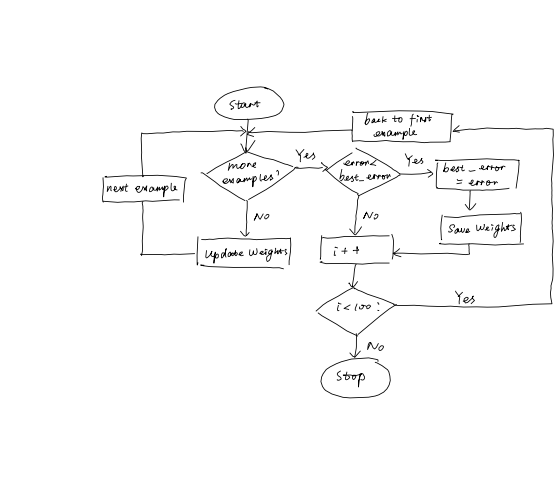 Start
back to first
example
more
examples?
Yes
error<
best_error
Yes
best_error
= error
next example
No
No
Save Weights
Update Weights
i++
i<100?
Yes
No
Stop